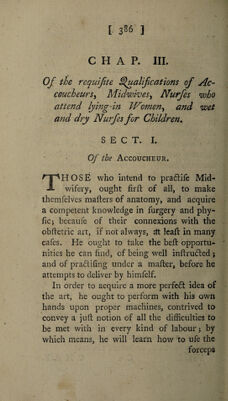 [ 386 ]
CHAP. III.
Of the requiſite Qualifications of Ac-
coucheurs, Midwives, Nurſes who
attend lying-in Women, and wet
and dry Nurſes for Children.
SECT. I.
Of the ACCOUCHEUR.
THOSE who intend to practiſe Mid-
wifery, ought firſt of all, to make
themſelves maſters of anatomy, and acquire
a competent knowledge in ſurgery and phy-
ſic; becauſe of their connexions with the
obſtetric art, if not always, at leaſt in many
caſes. He ought to take the beſt opportu-
nities he can find, of being well inſtructed;
and of practiſing under a maſter, before he
attempts to deliver by himſelf.
In order to acquire a more perfect idea of
the art, he ought to perform with his own
hands upon proper machines, contrived to
convey a juſt notion of all the difficulties to
be met with in every kind of labour; by
which means, he will learn how to uſe the
forceps